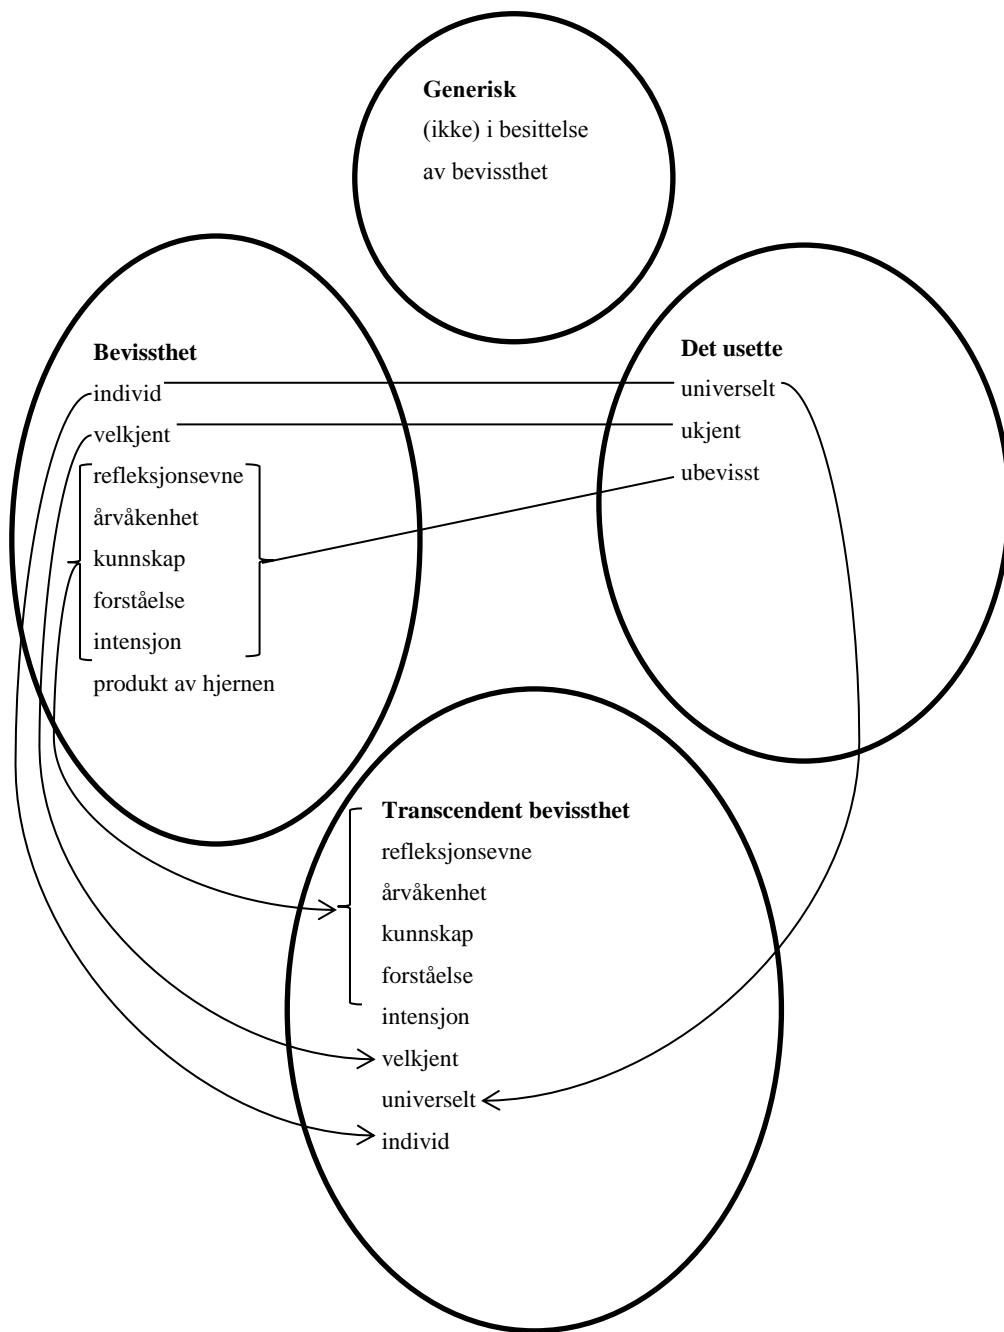 Generisk
(ikke) i besittelse
av bevissthet
Bevissthet
individ
velkjent
refleksjonsevne
årvåkenhet
kunnskap
forståelse
intensjon
produkt av hjernen
Det usette
universelt
ukjent
ubevisst
Transcendent bevissthet
refleksjonsevne
årvåkenhet
kunnskap
forståelse
intensjon
velkjent
universelt
individ